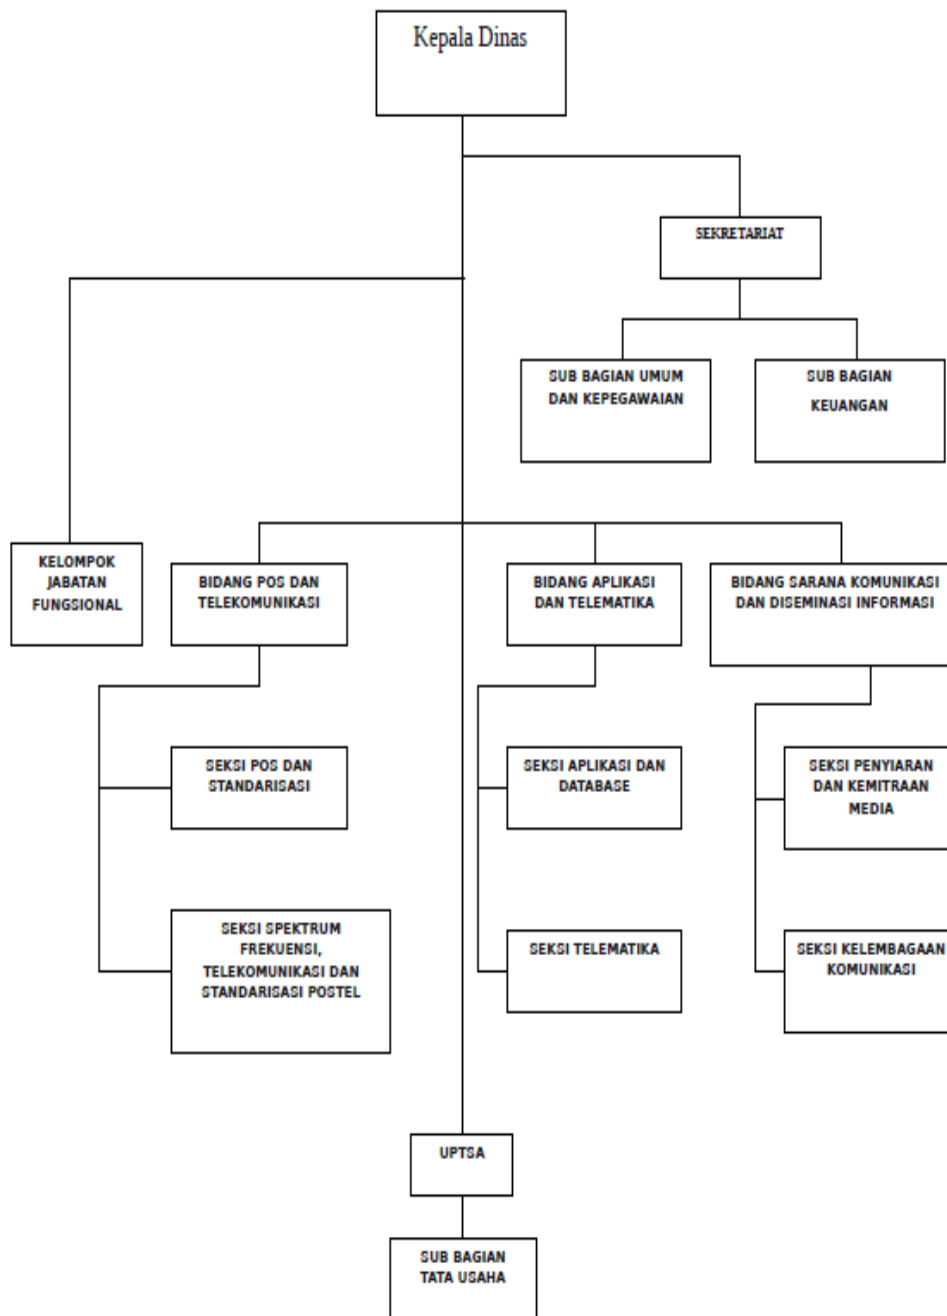 Kepala Dinas
SEKRETARIAT
SUB BAGIAN UMUM
DAN KEPEGAWAIAN
SUB BAGIAN
KEUANGAN
KELOMPOK
JABATAN
FUNGSIONAL
BIDANG POS DAN
TELEKOMUNIKASI
BIDANG APLIKASI
DAN TELEMATIKA
BIDANG SARANA KOMUNIKASI
DAN DISEMINASI INFORMASI
SEKSI POS DAN
STANDARISASI
SEKSI APLIKASI DAN
DATABASE
SEKSI PENYIARAN
DAN KEMITRAAN
MEDIA
SEKSI SPEKTRUM
FREKUENSI,
TELEKOMUNIKASI DAN
STANDARISASI POSTEL
SEKSI TELEMATIKA
SEKSI KELEMBAGAAN
KOMUNIKASI
UPTSA
SUB BAGIAN
TATA USAHA